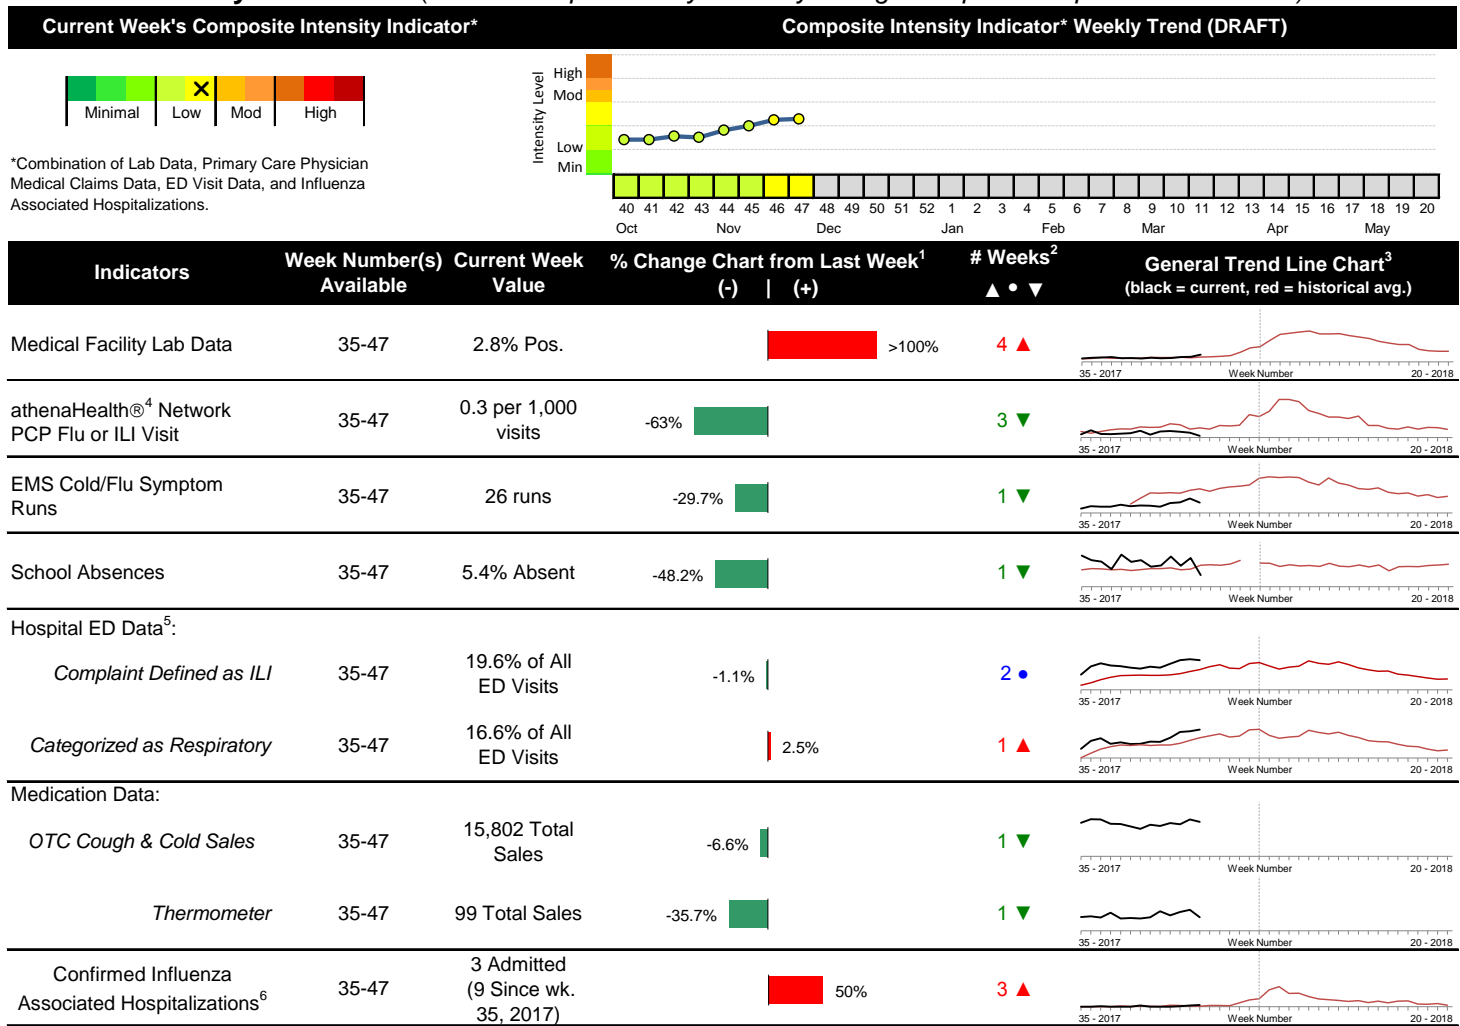 Current Week's Composite Intensity Indicator*
Composite Intensity Indicator* Weekly Trend (DRAFT)
Minimal Low Mod High
*Combination of Lab Data, Primary Care Physician
Medical Claims Data, ED Visit Data, and Influenza
Associated Hospitalizations.
Intensity Level
High
Mod
Low
Min
40 41 42 43 44 45 46 47 48 49 50 51 52 1 2 3 4 5 6 7 8 9 10 11 12 13 14 15 16 17 18 19 20
Oct Nov Dec Jan Feb Mar Apr May
Indicators
Week Number(s)
Available
Current Week
Value
% Change Chart from Last Week1
(-) | (+)
# Weeks2
▲ ● ▼
General Trend Line Chart3
(black = current, red = historical avg.)
Medical Facility Lab Data
35-47
2.8% Pos.
>100%
4 ▲
35 - 2017 Week Number 20 - 2018
athenaHealth®4 Network
PCP Flu or ILI Visit
35-47
0.3 per 1,000
visits
-63%
3 ▼
35 - 2017 Week Number 20 - 2018
EMS Cold/Flu Symptom
Runs
35-47
26 runs
-29.7%
1 ▼
35 - 2017 Week Number 20 - 2018
School Absences
35-47
5.4% Absent
-48.2%
1 ▼
35 - 2017 Week Number 20 - 2018
Hospital ED Data5:
Complaint Defined as ILI
35-47
19.6% of All
ED Visits
-1.1%
2 ●
35 - 2017 Week Number 20 - 2018
Categorized as Respiratory
35-47
16.6% of All
ED Visits
2.5%
1 ▲
35 - 2017 Week Number 20 - 2018
Medication Data:
OTC Cough & Cold Sales
35-47
15,802 Total
Sales
-6.6%
1 ▼
35 - 2017 Week Number 20 - 2018
Thermometer
35-47
99 Total Sales
-35.7%
1 ▼
35 - 2017 Week Number 20 - 2018
Confirmed Influenza
Associated Hospitalizations6
35-47
3 Admitted
(9 Since wk.
35, 2017)
50%
3 ▲
35 - 2017 Week Number 20 - 2018